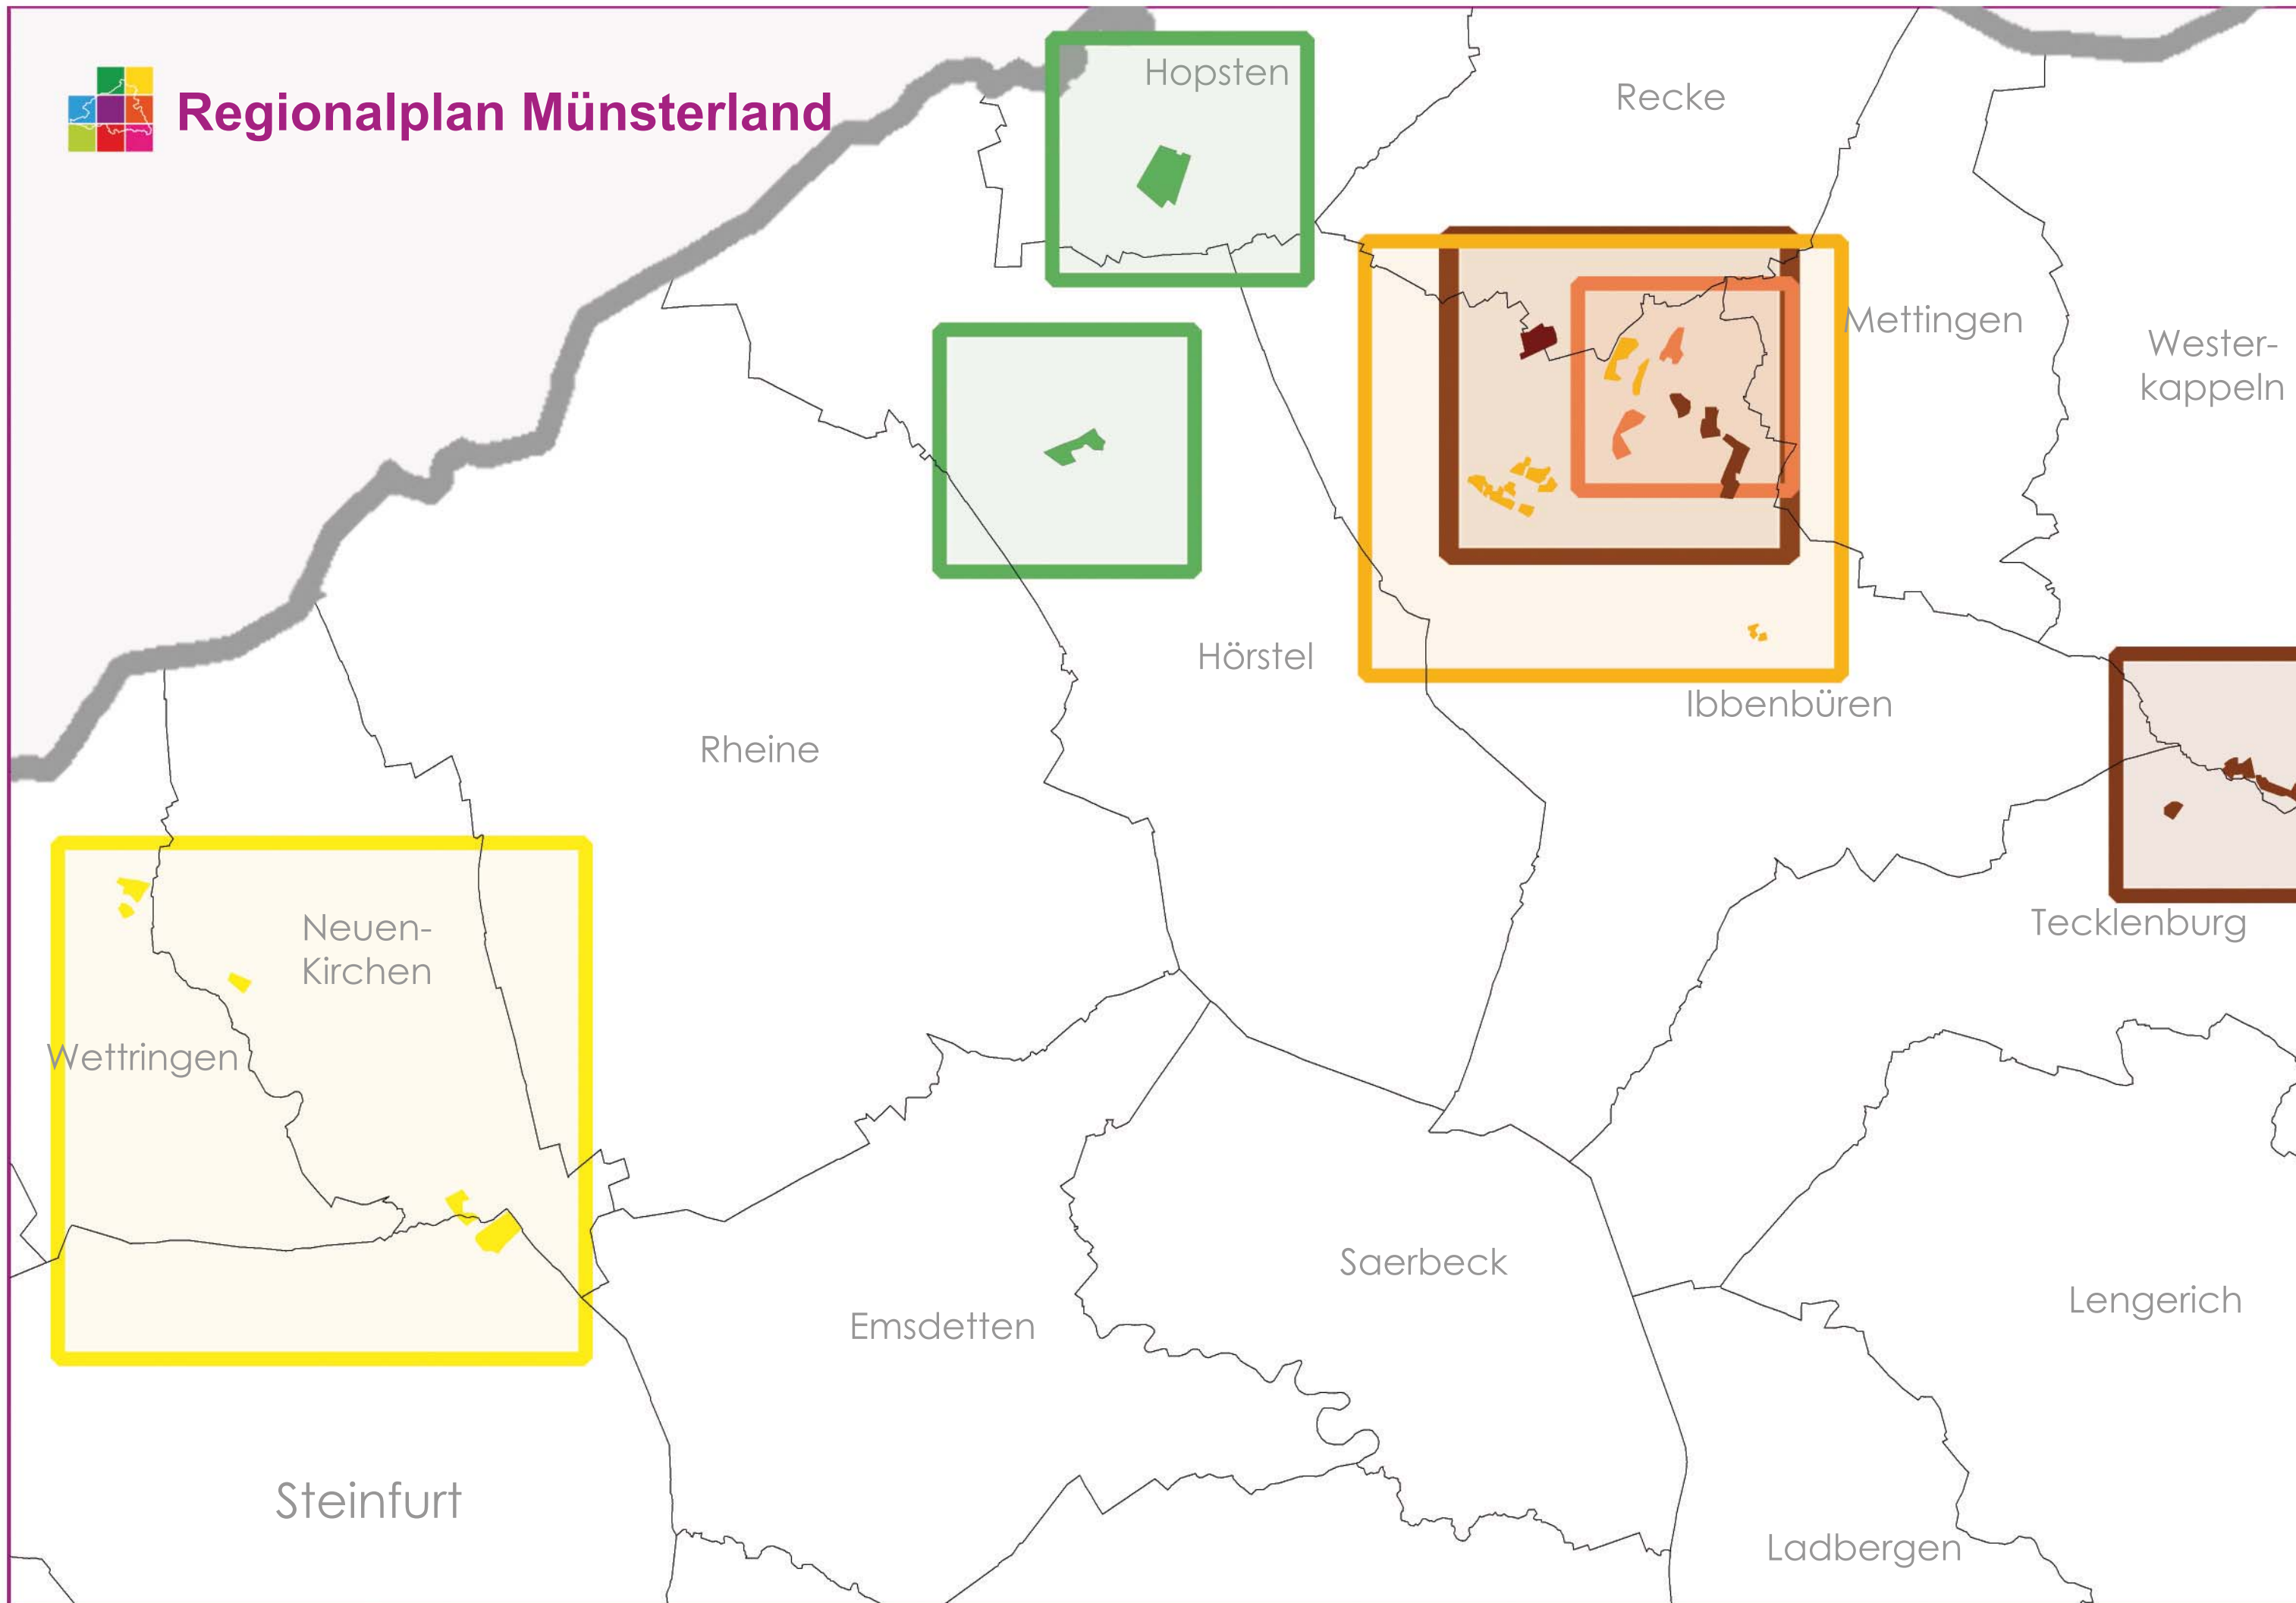 Regionalplan Münsterland
Hopsten
Recke
Mettingen
Wester-
kappeln
Hörstel
Ibbenbüren
Rheine
Tecklenburg
Neuen-
Kirchen
Wettringen
Saerbeck
Lengerich
Emsdetten
Steinfurt
Ladbergen